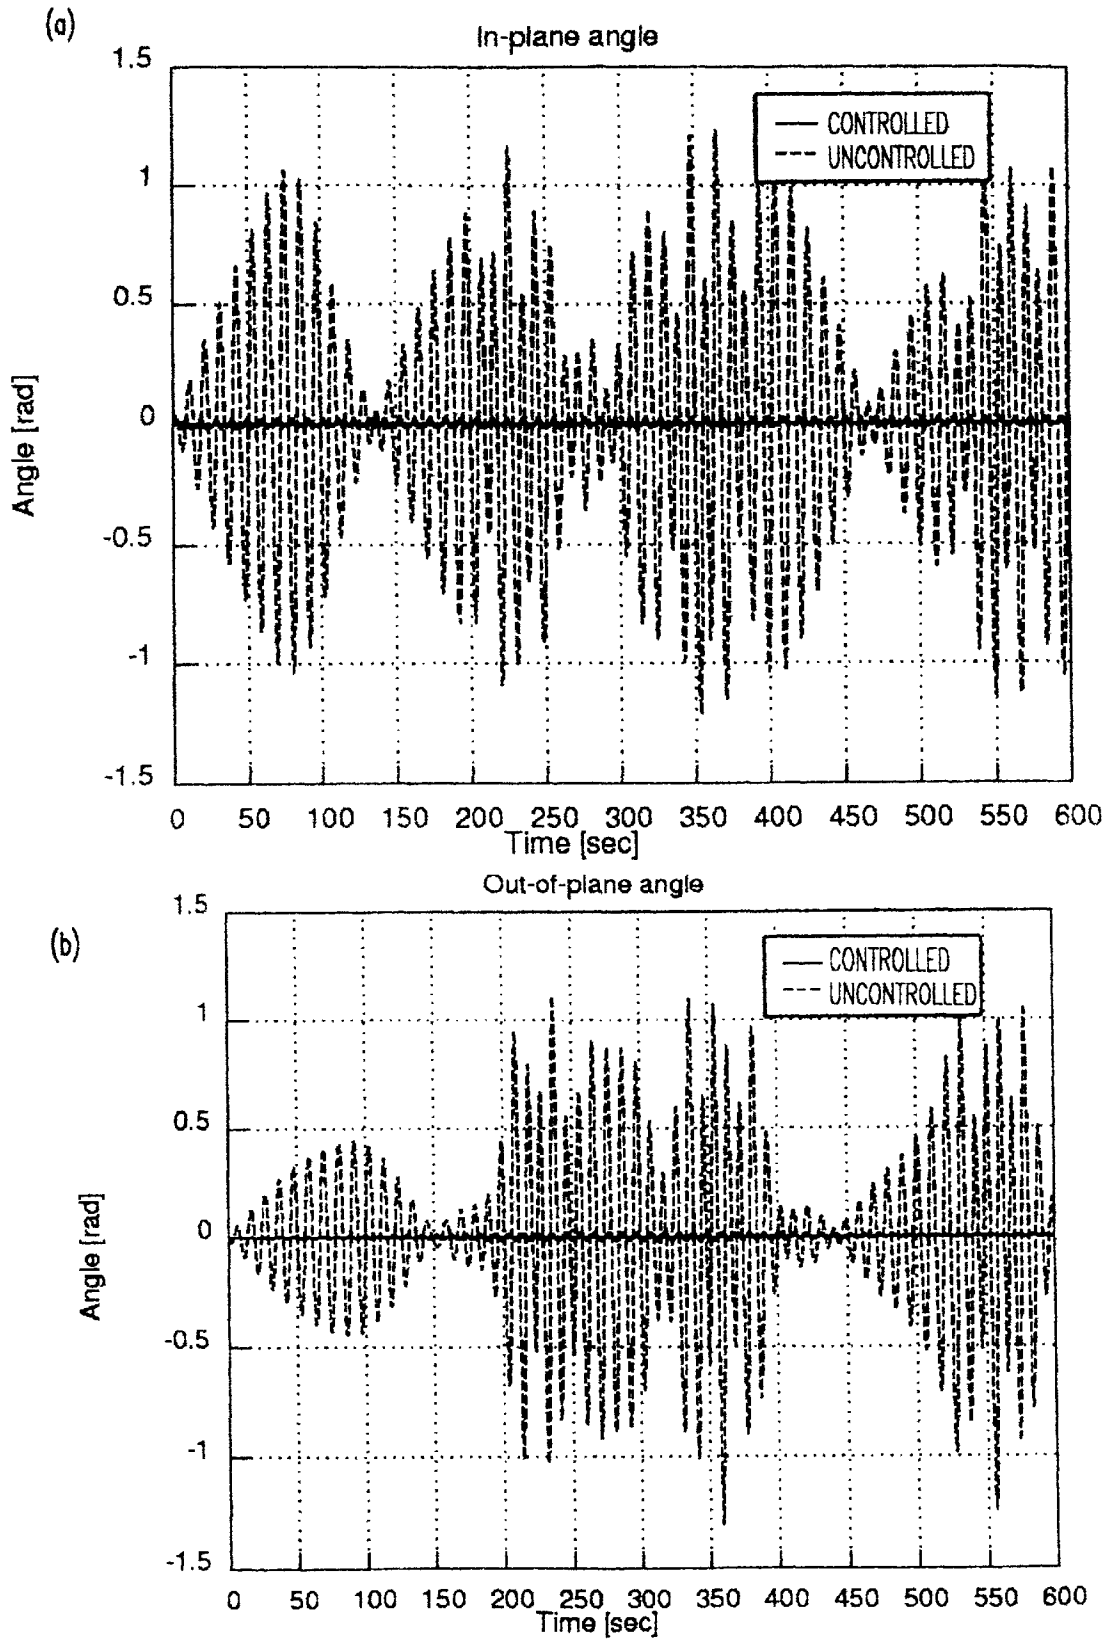 (a)
In-plane angle
1.5
1
0.5
0
-0.5
-1
-1.5
Angle [rad]
CONTROLLED
UNCONTROLLED
0 50 100 150 200 250 300 350 400 450 500 550 600
Time [sec]
(b)
Out-of-plane angle
1.5
1
0.5
0
-0.5
-1
-1.5
Angle [rad]
CONTROLLED
UNCONTROLLED
0 50 100 150 200 250 300 350 400 450 500 550 600
Time [sec]